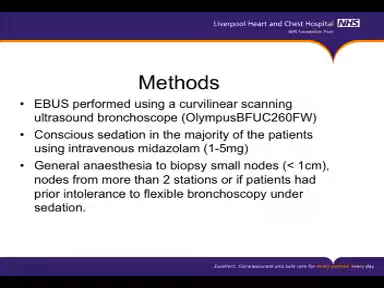 Liverpool Heart and Chest Hospital NHS
NHS Foundation Trust
Methods
• EBUS performed using a curvilinear scanning
ultrasound bronchoscope (OlympusBFUC260FW)
• Conscious sedation in the majority of the patients
using intravenous midazolam (1-5mg)
• General anaesthesia to biopsy small nodes (< 1cm),
nodes from more than 2 stations or if patients had
prior intolerance to flexible bronchoscopy under
sedation.
Excellent, Compassionate and Safe care for every patient every day